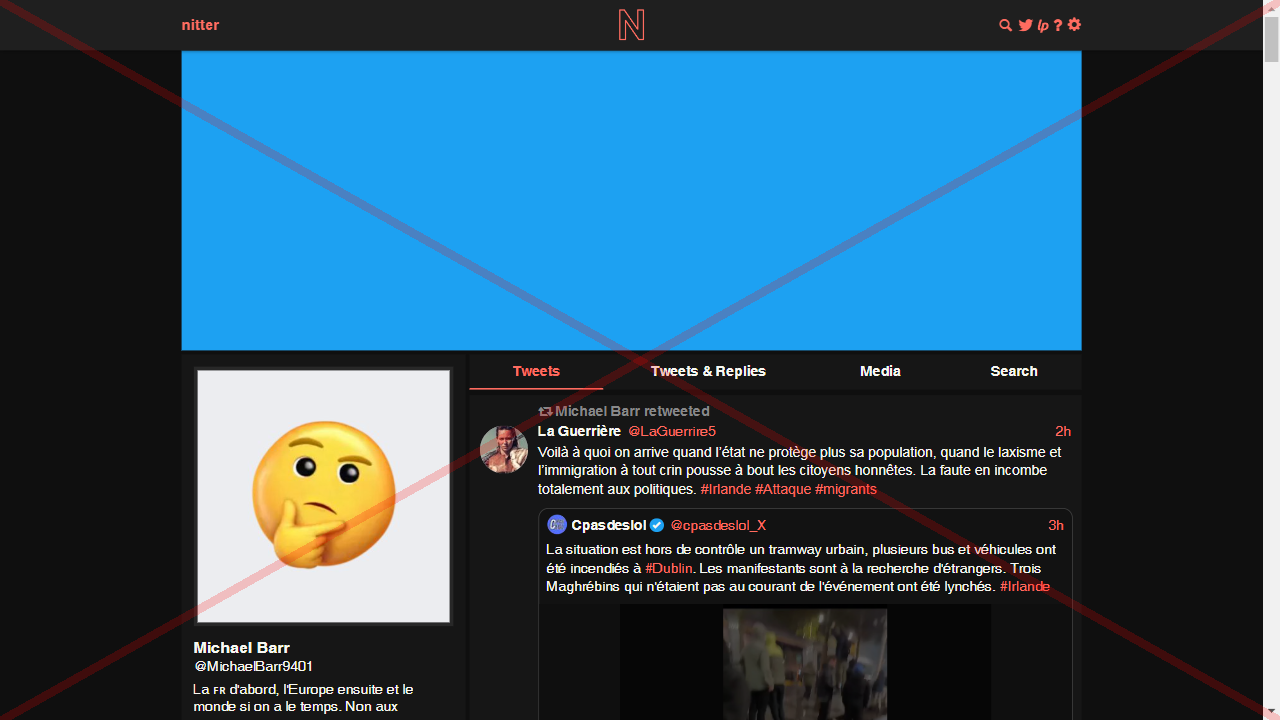 nitter
N
lp ?
Tweets
Tweets & Replies
Media
Search
Michael Barr retweeted
La Guerrière @LaGuerrire5 2h
Voilà à quoi on arrive quand l'état ne protège plus sa population, quand le laxisme et
l'immigration à tout crin pousse à bout les citoyens honnêtes. La faute en incombe
totalement aux politiques. #Irlande #Attaque #migrants
Cpasdeslol @cpasdeslol_X 3h
La situation est hors de contrôle un tramway urbain, plusieurs bus et véhicules ont
été incendiés à #Dublin. Les manifestants sont à la recherche d'étrangers. Trois
Maghrébins qui n'étaient pas au courant de l'événement ont été lynchés. #Irlande
Michael Barr
@MichaelBarr9401
La 🇫🇷 d'abord, l'Europe ensuite et le
monde si on a le temps. Non aux